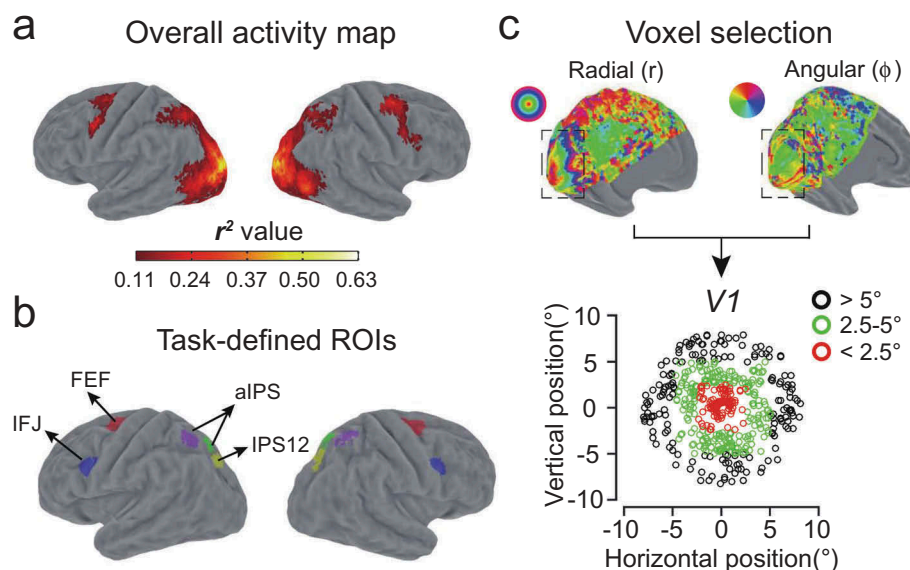 a
Overall activity map
r² value
0.11 0.24 0.37 0.50 0.63
b
Task-defined ROIs
FEF
IFJ
aIPS
IPS12
c
Voxel selection
Radial (r)
Angular (ϕ)
V1
> 5°
2.5-5°
< 2.5°
Vertical position(°)
10
5
0
-5
-10
-10 -5 0 5 10
Horizontal position(°)